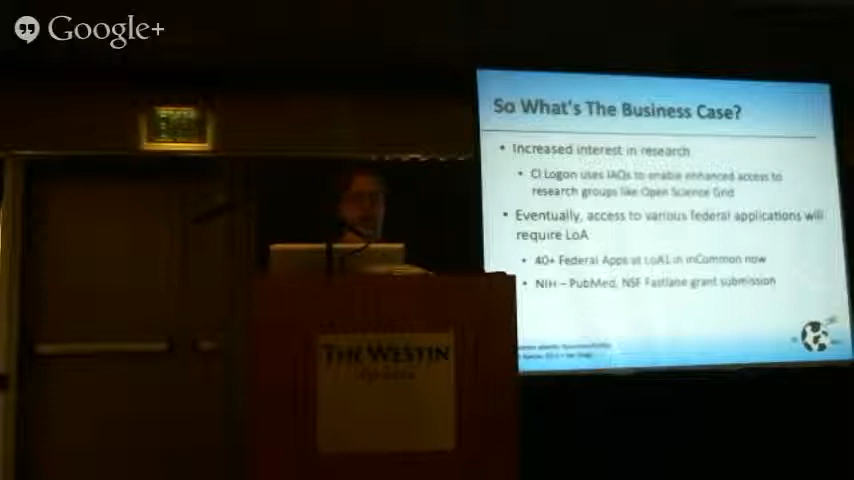 Google+
So What's The Business Case?
• Increased interest in research
• CI Logon uses IAQs to enable enhanced access to
research groups like Open Science Grid
• Eventually, access to various federal applications will
require LoA
• 40+ Federal Apps at LoA1 in InCommon now
• NIH – PubMed, NSF Fastlane grant submission
THE WESTIN